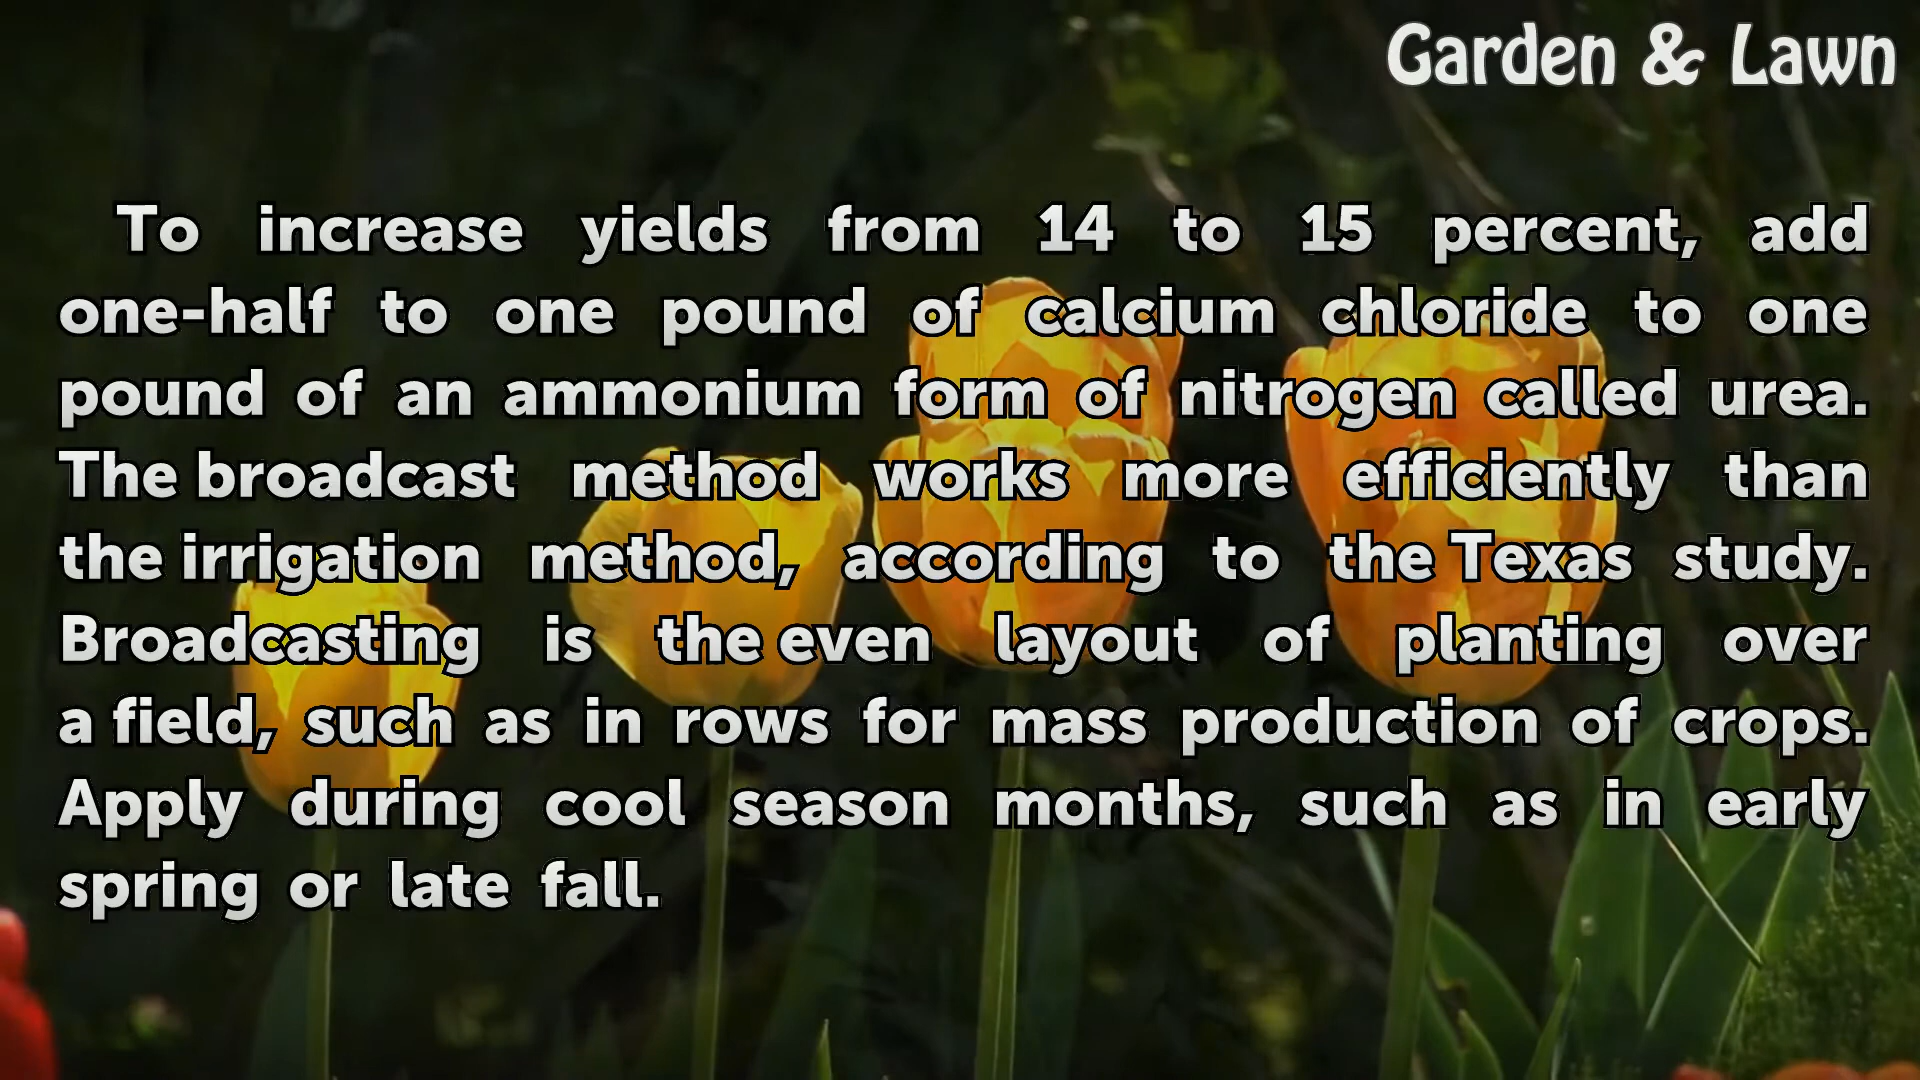 Garden & Lawn
To increase yields from 14 to 15 percent, add
one-half to one pound of calcium chloride to one
pound of an ammonium form of nitrogen called urea.
The broadcast method works more efficiently than
the irrigation method, according to the Texas study.
Broadcasting is the even layout of planting over
a field, such as in rows for mass production of crops.
Apply during cool season months, such as in early
spring or late fall.